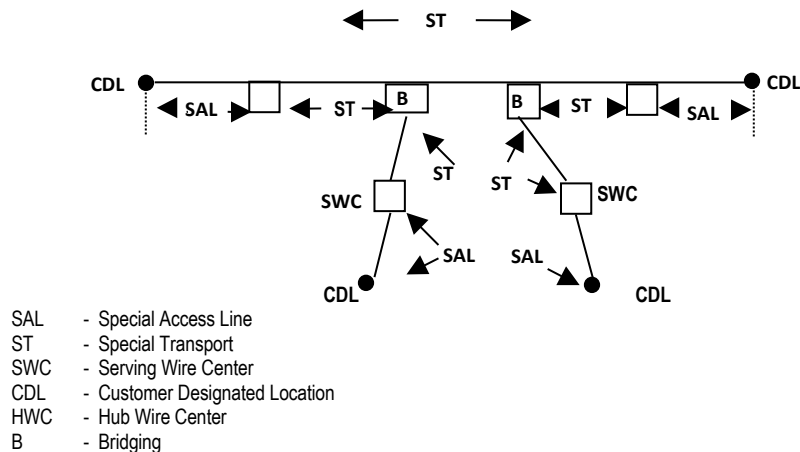 ST
CDL
CDL
SAL ST B B ST SAL
ST ST
SWC SWC
SAL SAL
CDL CDL
SAL - Special Access Line
ST - Special Transport
SWC - Serving Wire Center
CDL - Customer Designated Location
HWC - Hub Wire Center
B - Bridging